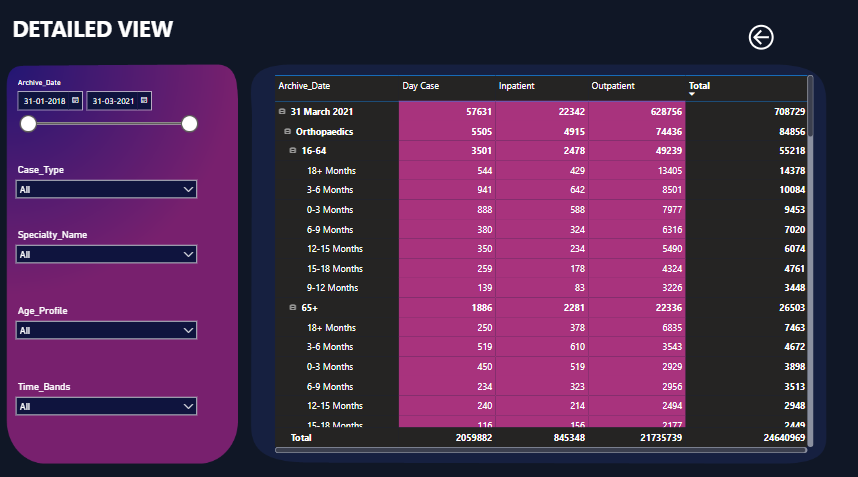 DETAILED VIEW
Archive_Date
31-01-2018 31-03-2021
Case_Type
All
Specialty_Name
All
Age_Profile
All
Time_Bands
All
Archive_Date Day Case Inpatient Outpatient Total
31 March 2021 57631 22342 628756 708729
Orthopaedics 5505 4915 74436 84856
16-64 3501 2478 49239 55218
18+ Months 544 429 13405 14378
3-6 Months 941 642 8501 10084
0-3 Months 888 588 7977 9453
6-9 Months 380 324 6316 7020
12-15 Months 350 234 5490 6074
15-18 Months 259 178 4324 4761
9-12 Months 139 83 3226 3448
65+ 1886 2281 22336 26503
18+ Months 250 378 6835 7463
3-6 Months 519 610 3543 4672
0-3 Months 450 519 2929 3898
6-9 Months 234 323 2956 3513
12-15 Months 240 214 2494 2948
15-18 Months 116 156 2177 2449
Total 2059882 845348 21735739 24640969